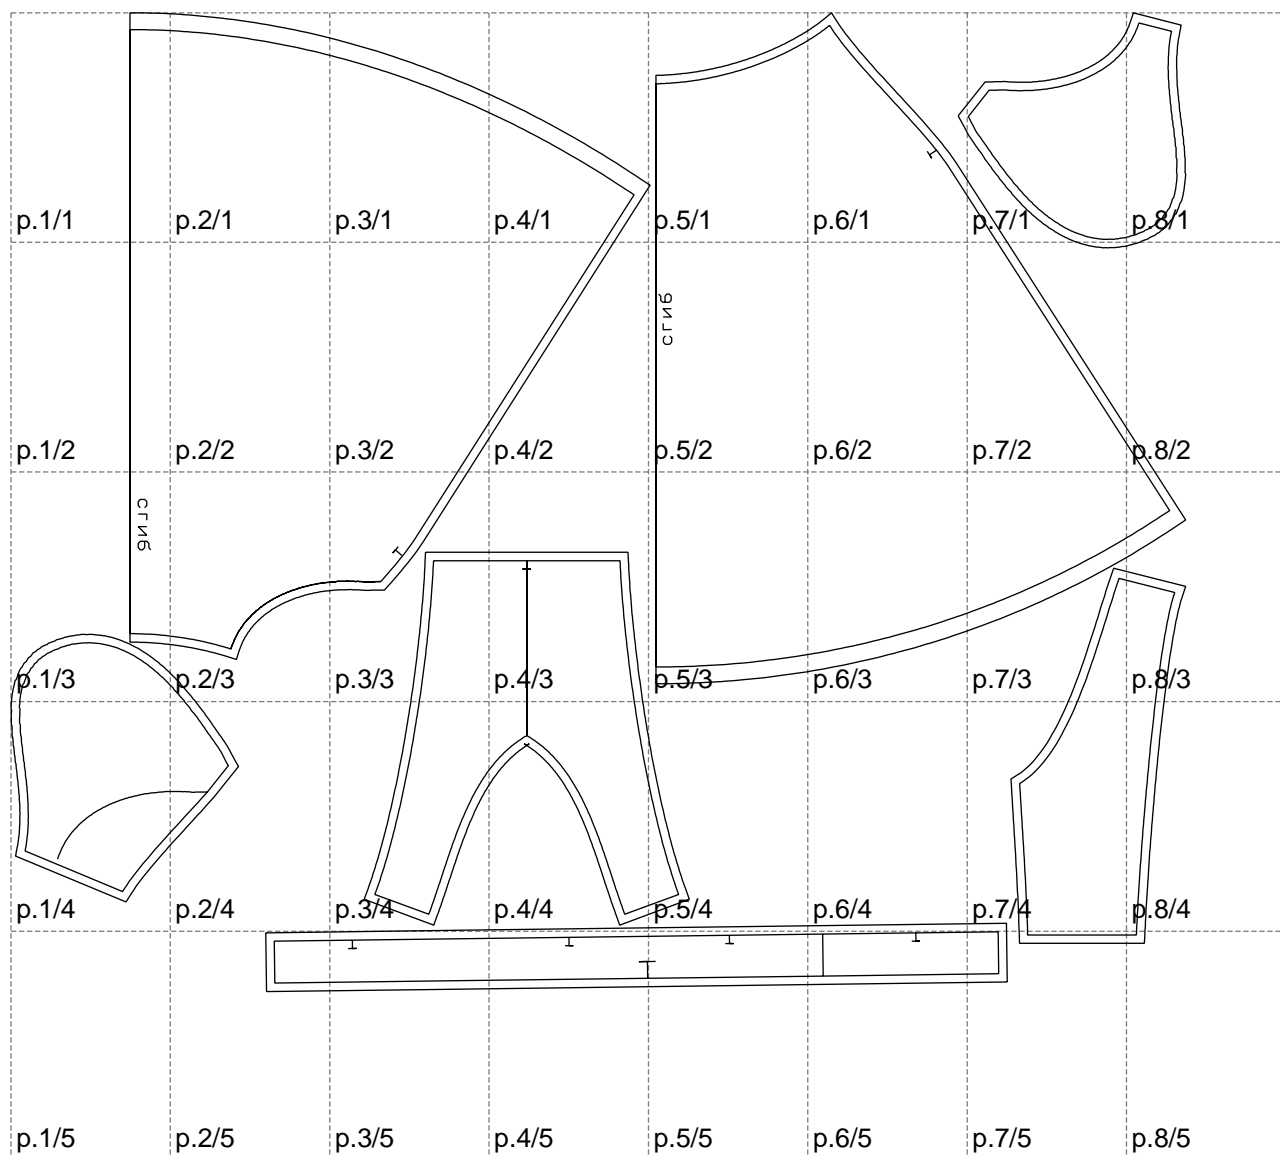 p.1/1 p.2/1 p.3/1 p.4/1 p.5/1 p.6/1 p.7/1 p.8/1
сгиб
p.1/2 p.2/2 p.3/2 p.4/2 p.5/2 p.6/2 p.7/2 p.8/2
сгиб
p.1/3 p.2/3 p.3/3 p.4/3 p.5/3 p.6/3 p.7/3 p.8/3
p.1/4 p.2/4 p.3/4 p.4/4 p.5/4 p.6/4 p.7/4 p.8/4
p.1/5 p.2/5 p.3/5 p.4/5 p.5/5 p.6/5 p.7/5 p.8/5